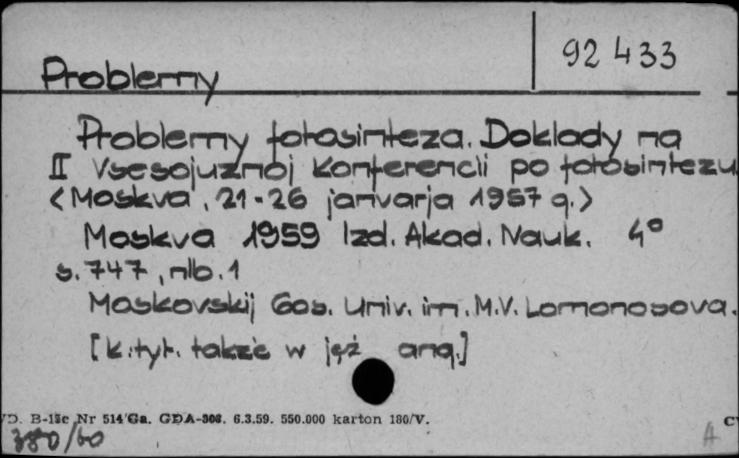 92 433
Problemy
Problemy fotosinteza. Doklady na
II Vsesojuznoj konferencii po fotosintezu
<Moskva, 21-26 janvarja 1957 g.>
Moskva 1959 Izd. Akad. Nauk. 4°
s. 747, nlb. 1
Moskovskij Gos. Univ. im. M.V. Lomonosova.
[k. tyt. także w jęz ang.]
B-15c Nr 514 Ga. GDA-308. 6.3.59. 550.000 karton 180/V.
380/60 A